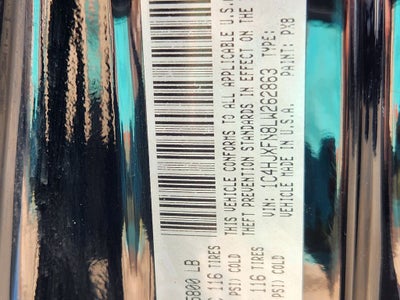 5800 LB
116 TIRES
PSI) COLD
116 TIRES
PSI) COLD
THIS VEHICLE CONFORMS TO ALL APPLICABLE U.S.
THEFT PREVENTION STANDARDS IN EFFECT ON THE
VIN: 1C4HJXFN8LW262863 TYPE:
VEHICLE MADE IN U.S.A. PAINT: PX8